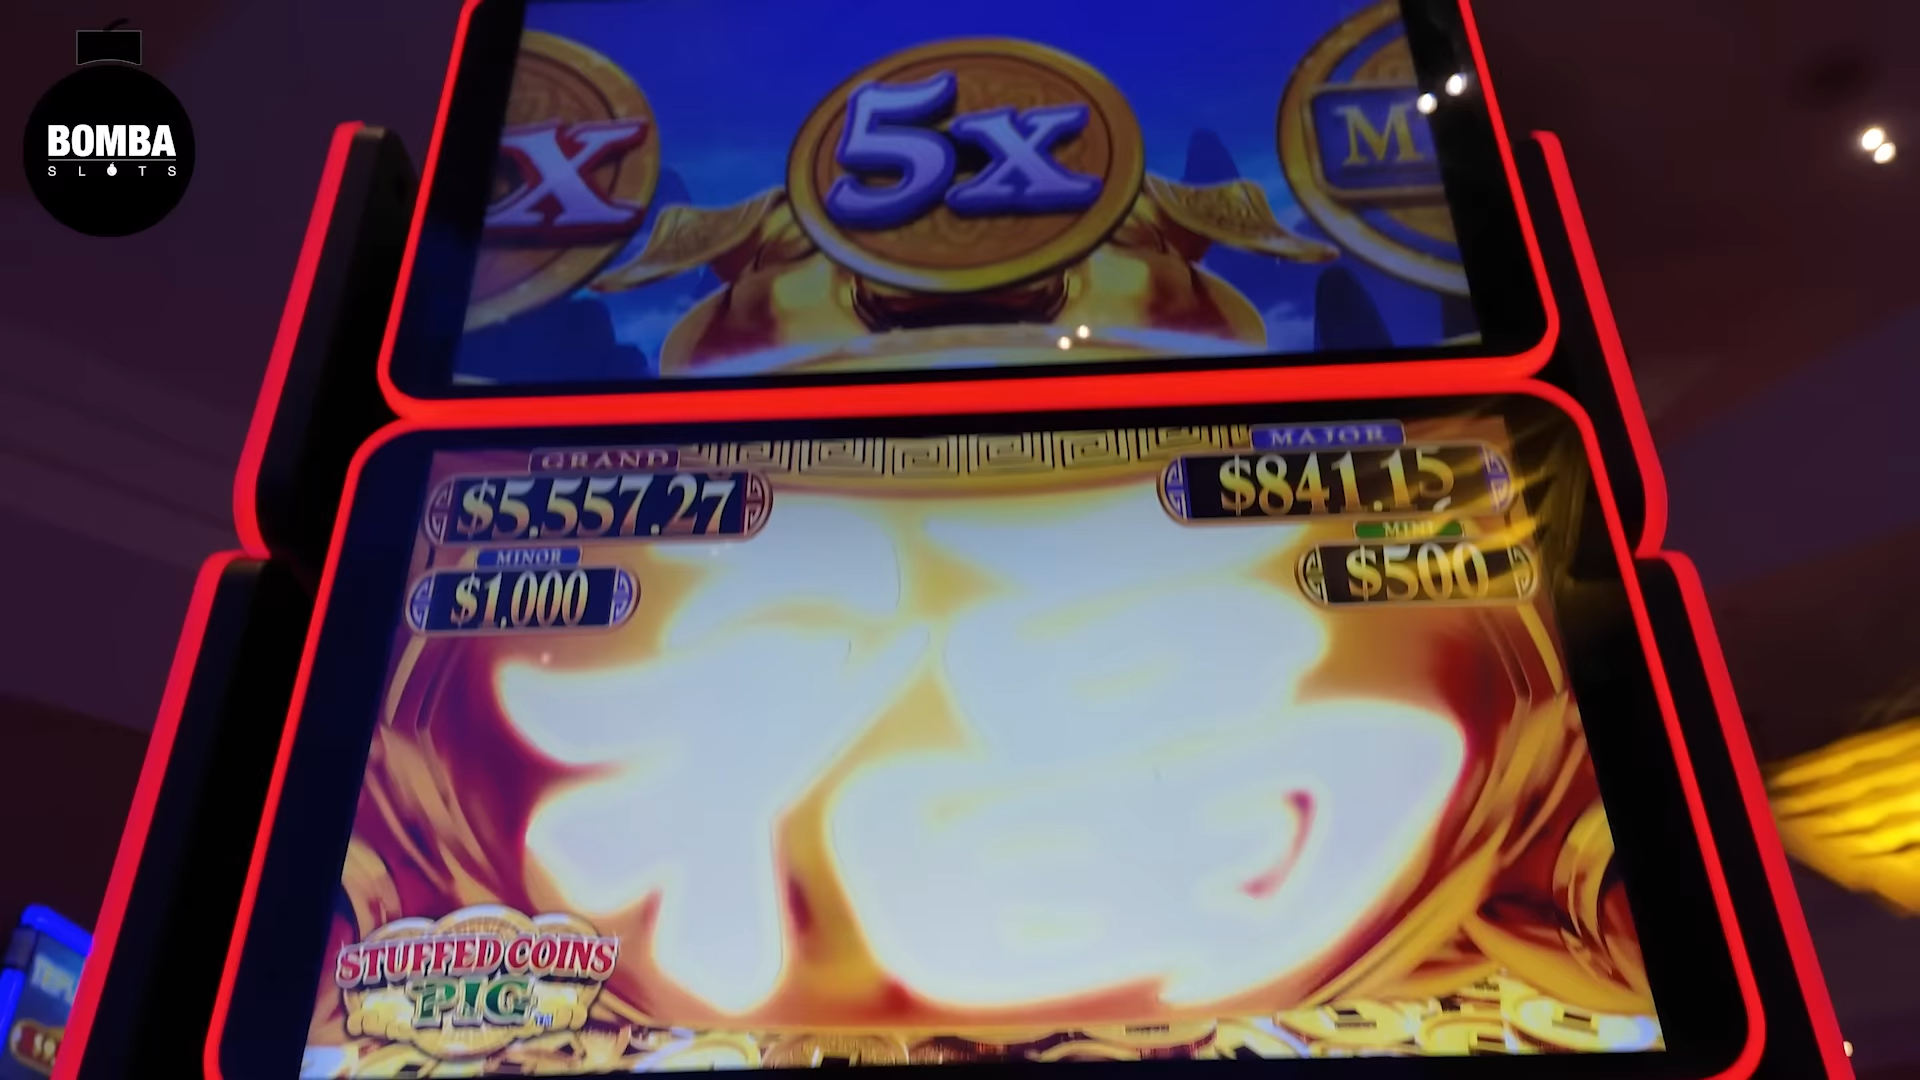 BOMBA
SLOTS
X
5x
M
GRAND
$5,557.27
MAJOR
$841.15
MINOR
$1,000
MINI
$500
福
STUFFED COINS
PIG
TM